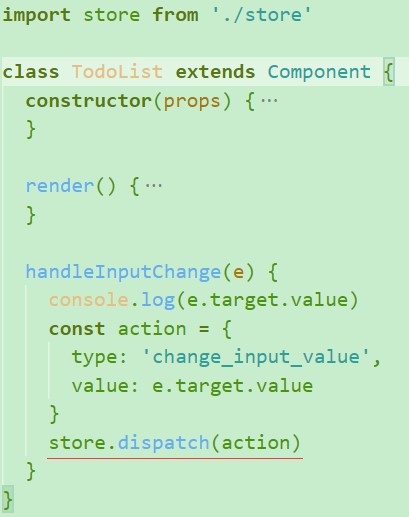 import store from './store'
class TodoList extends Component {
constructor(props) {···
}
render() {···
}
handleInputChange(e) {
console.log(e.target.value)
const action = {
type: 'change_input_value',
value: e.target.value
}
store.dispatch(action)
}
}